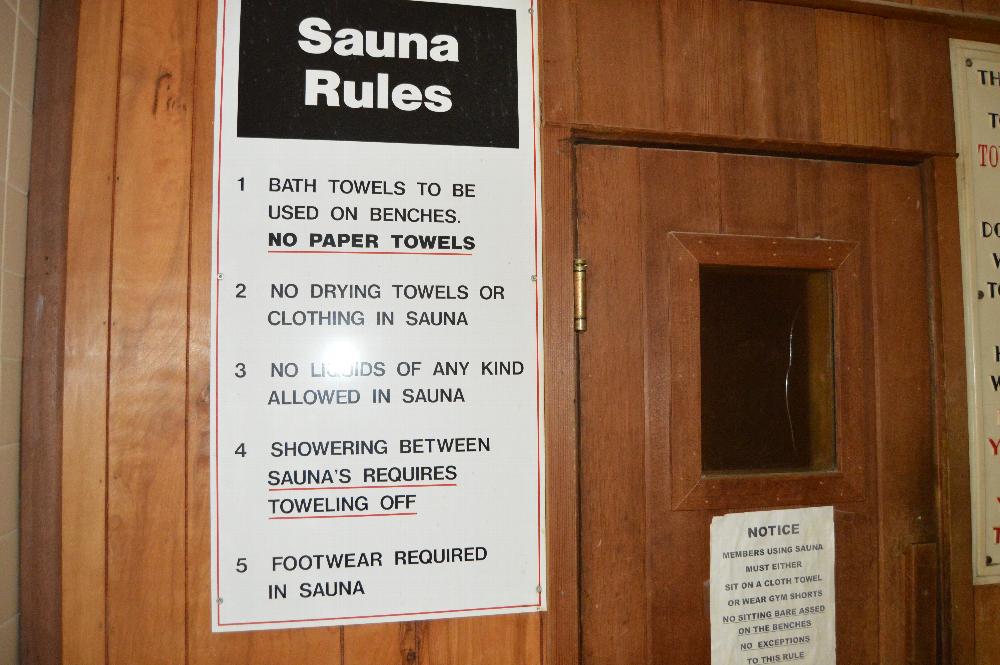 Sauna
Rules
1 BATH TOWELS TO BE
USED ON BENCHES.
NO PAPER TOWELS
2 NO DRYING TOWELS OR
CLOTHING IN SAUNA
3 NO LIQUIDS OF ANY KIND
ALLOWED IN SAUNA
4 SHOWERING BETWEEN
SAUNA'S REQUIRES
TOWELING OFF
5 FOOTWEAR REQUIRED
IN SAUNA
NOTICE
MEMBERS USING SAUNA
MUST EITHER
SIT ON A CLOTH TOWEL
OR WEAR GYM SHORTS
NO SITTING BARE ASSED
ON THE BENCHES
NO EXCEPTIONS
TO THIS RULE